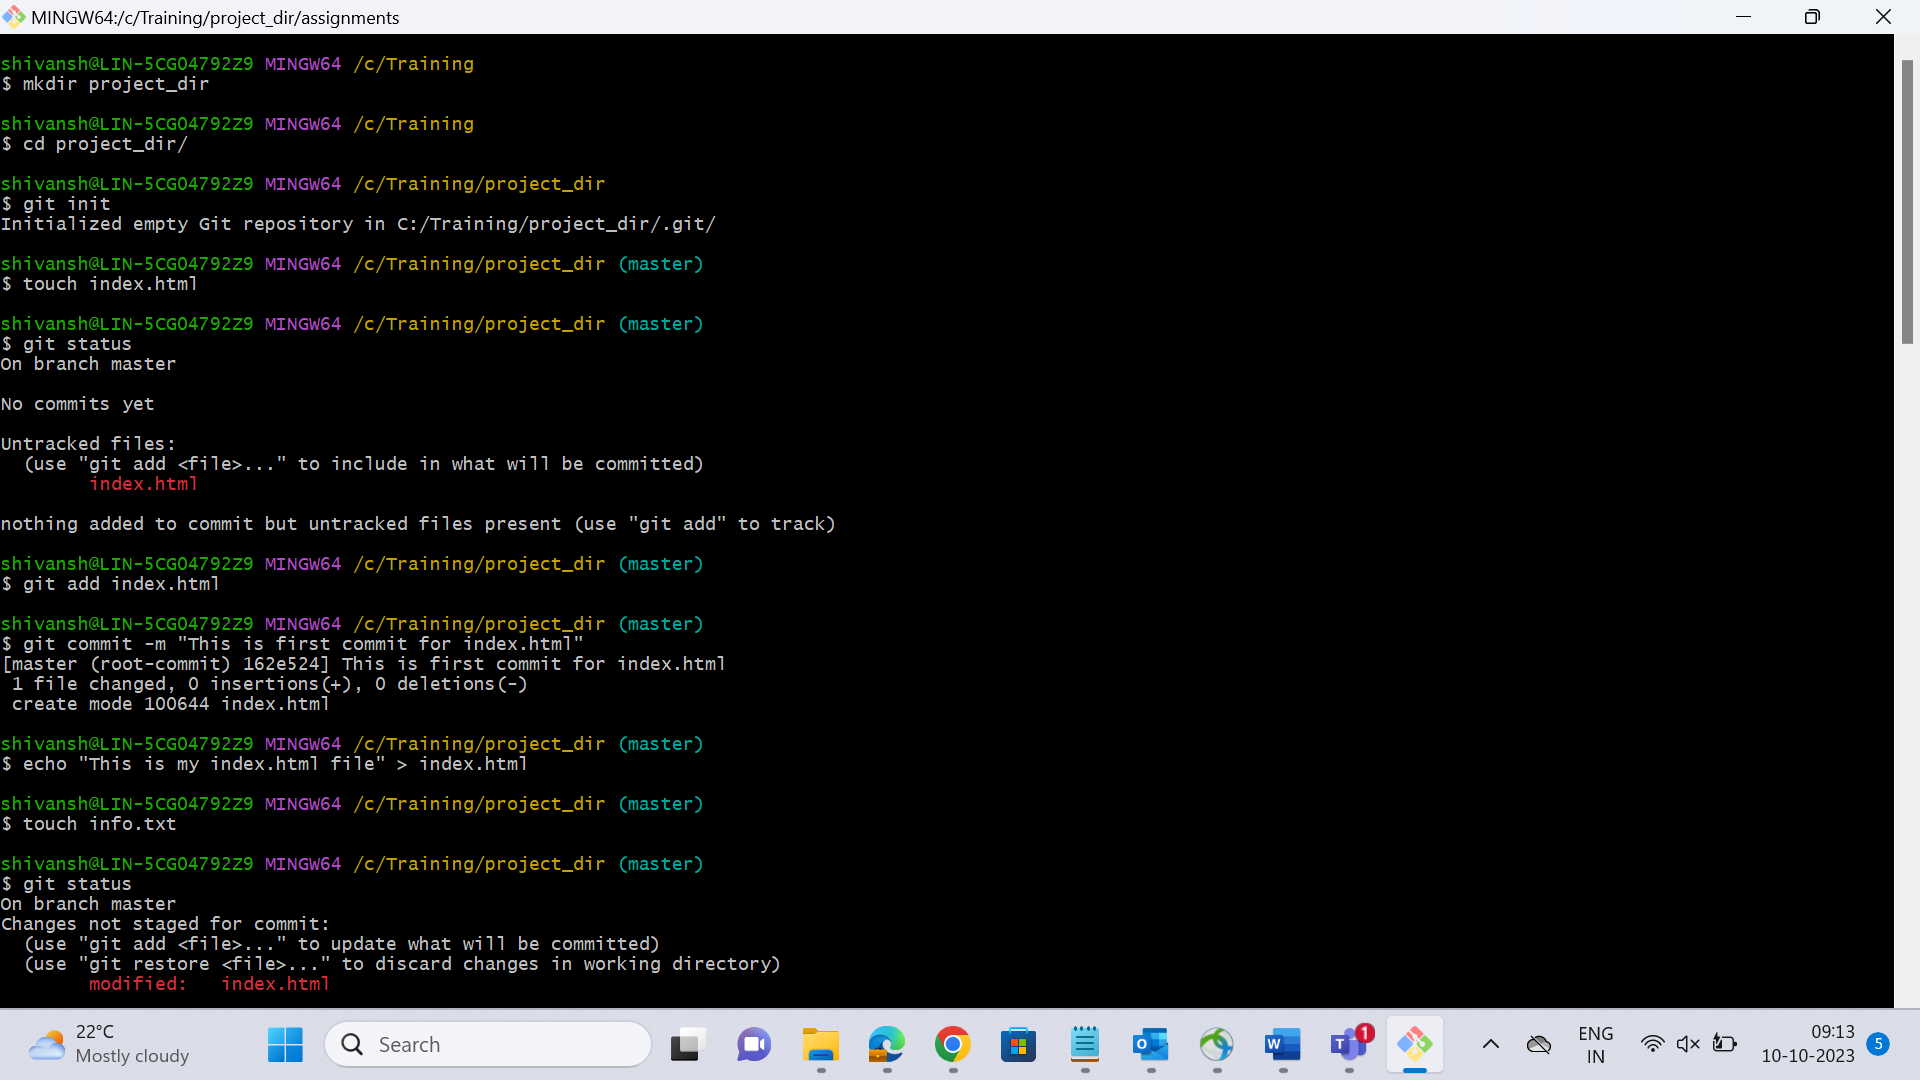 MINGW64:/c/Training/project_dir/assignments
shivansh@LIN-5CG04792Z9 MINGW64 /c/Training
$ mkdir project_dir
shivansh@LIN-5CG04792Z9 MINGW64 /c/Training
$ cd project_dir/
shivansh@LIN-5CG04792Z9 MINGW64 /c/Training/project_dir
$ git init
Initialized empty Git repository in C:/Training/project_dir/.git/
shivansh@LIN-5CG04792Z9 MINGW64 /c/Training/project_dir (master)
$ touch index.html
shivansh@LIN-5CG04792Z9 MINGW64 /c/Training/project_dir (master)
$ git status
On branch master
No commits yet
Untracked files:
  (use "git add <file>..." to include in what will be committed)
        index.html
nothing added to commit but untracked files present (use "git add" to track)
shivansh@LIN-5CG04792Z9 MINGW64 /c/Training/project_dir (master)
$ git add index.html
shivansh@LIN-5CG04792Z9 MINGW64 /c/Training/project_dir (master)
$ git commit -m "This is first commit for index.html"
[master (root-commit) 162e524] This is first commit for index.html
 1 file changed, 0 insertions(+), 0 deletions(-)
 create mode 100644 index.html
shivansh@LIN-5CG04792Z9 MINGW64 /c/Training/project_dir (master)
$ echo "This is my index.html file" > index.html
shivansh@LIN-5CG04792Z9 MINGW64 /c/Training/project_dir (master)
$ touch info.txt
shivansh@LIN-5CG04792Z9 MINGW64 /c/Training/project_dir (master)
$ git status
On branch master
Changes not staged for commit:
  (use "git add <file>..." to update what will be committed)
  (use "git restore <file>..." to discard changes in working directory)
        modified:   index.html
22°C
Mostly cloudy
Search
1
ENG
IN
09:13
10-10-2023
5